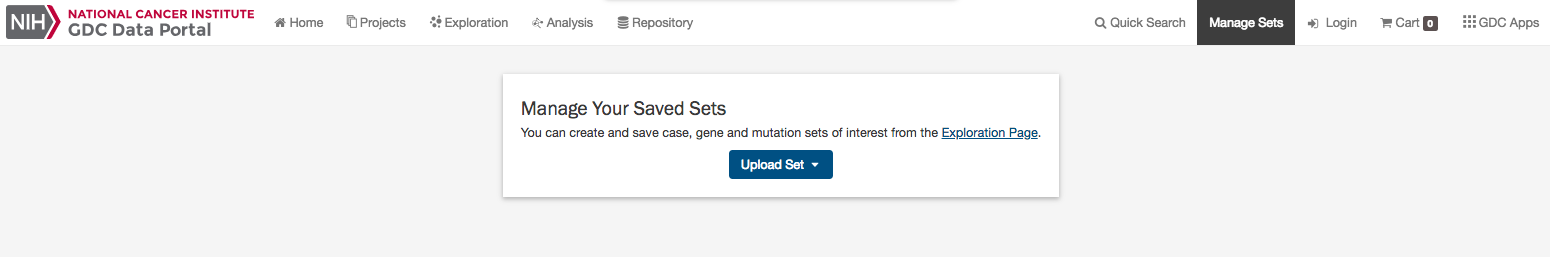 NIH NATIONAL CANCER INSTITUTE
GDC Data Portal
Home Projects Exploration Analysis Repository Quick Search Manage Sets Login Cart 0 GDC Apps
Manage Your Saved Sets
You can create and save case, gene and mutation sets of interest from the Exploration Page.
Upload Set